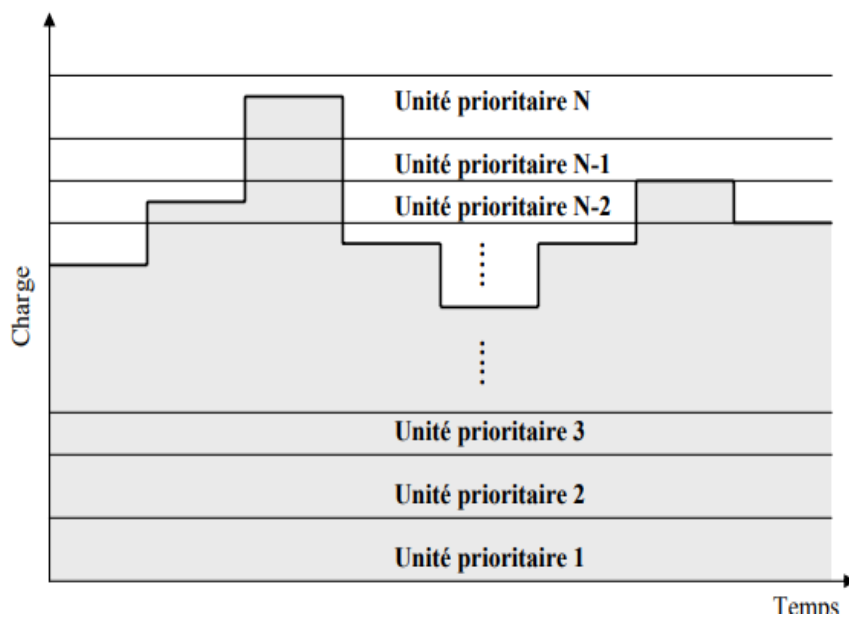 Unité prioritaire N
Unité prioritaire N-1
Unité prioritaire N-2
Charge
Unité prioritaire 3
Unité prioritaire 2
Unité prioritaire 1
Temps